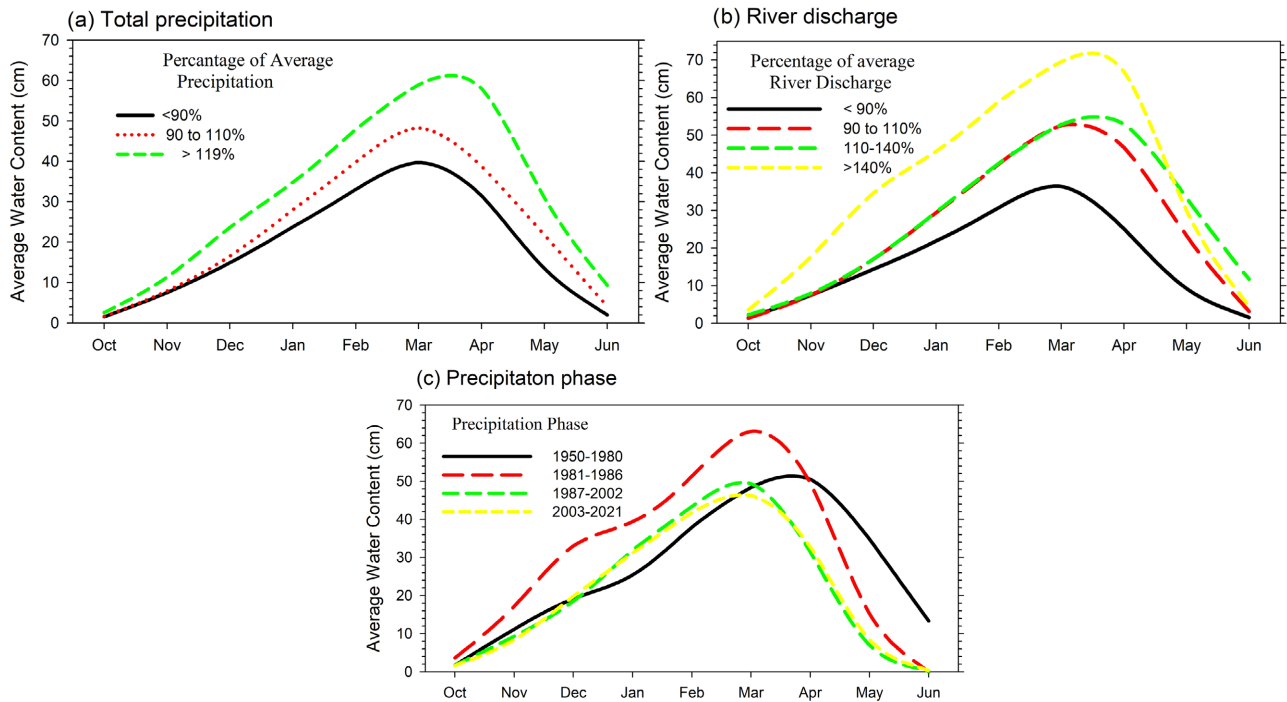 (a) Total precipitation
Percantage of Average
Precipitation
<90%
90 to 110%
> 119%
Average Water Content (cm)
70
60
50
40
30
20
10
0
Oct Nov Dec Jan Feb Mar Apr May Jun
(b) River discharge
Percentage of average
River Discharge
< 90%
90 to 110%
110-140%
>140%
Average Water Content (cm)
70
60
50
40
30
20
10
0
Oct Nov Dec Jan Feb Mar Apr May Jun
(c) Precipitaton phase
Precipitation Phase
1950-1980
1981-1986
1987-2002
2003-2021
Average Water Content (cm)
70
60
50
40
30
20
10
0
Oct Nov Dec Jan Feb Mar Apr May Jun